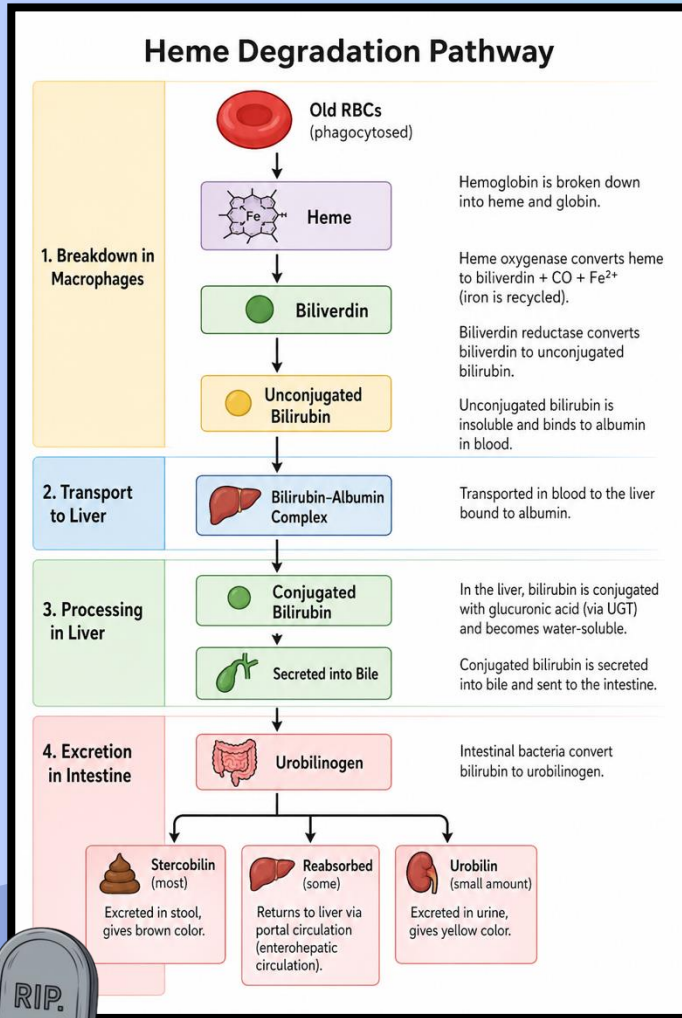 Heme Degradation Pathway
1. Breakdown in
Macrophages
Old RBCs
(phagocytosed)
Fe
H
Heme
Hemoglobin is broken down
into heme and globin.
Biliverdin
Heme oxygenase converts heme
to biliverdin + CO + Fe²⁺
(iron is recycled).
Unconjugated
Bilirubin
Biliverdin reductase converts
biliverdin to unconjugated
bilirubin.
Unconjugated bilirubin is
insoluble and binds to albumin
in blood.
2. Transport
to Liver
Bilirubin–Albumin
Complex
Transported in blood to the liver
bound to albumin.
3. Processing
in Liver
Conjugated
Bilirubin
In the liver, bilirubin is conjugated
with glucuronic acid (via UGT)
and becomes water-soluble.
Secreted into Bile
Conjugated bilirubin is secreted
into bile and sent to the intestine.
4. Excretion
in Intestine
Urobilinogen
Intestinal bacteria convert
bilirubin to urobilinogen.
Stercobilin
(most)
Excreted in stool,
gives brown color.
Reabsorbed
(some)
Returns to liver via
portal circulation
(enterohepatic
circulation).
Urobilin
(small amount)
Excreted in urine,
gives yellow color.
RIP.